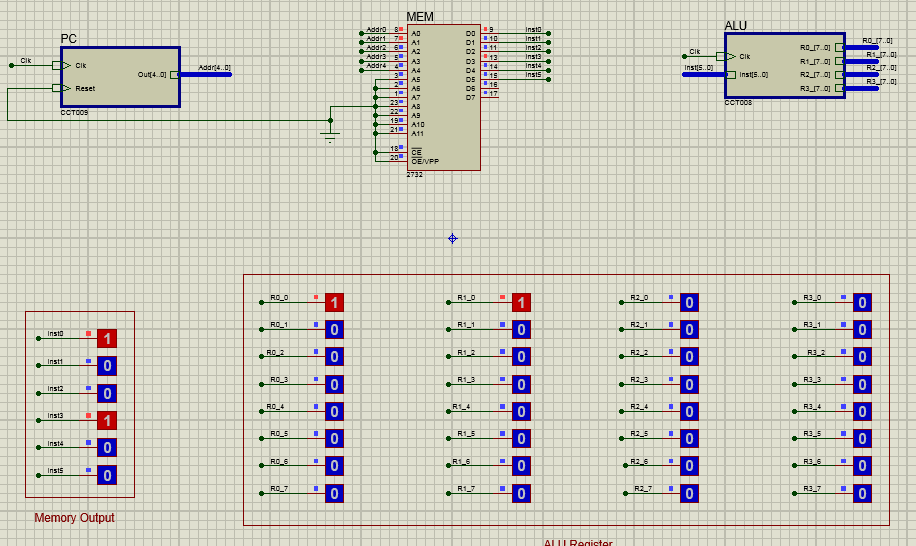 PC
Clk
Clk
Reset
Out[4..0]
Addr[4..0]
CCT009
MEM
Addr0 8 A0 D0 9 Inst0
Addr1 7 A1 D1 10 Inst1
Addr2 6 A2 D2 11 Inst2
Addr3 5 A3 D3 13 Inst3
Addr4 4 A4 D4 14 Inst4
3 A5 D5 15 Inst5
2 A6 D6 16
1 A7 D7 17
23 A8
22 A9
19 A10
21 A11
18 CE
20 OE/VPP
2732
ALU
Clk
Clk
Inst[5..0]
Inst[5..0]
R0_[7..0] R0_[7..0]
R1_[7..0] R1_[7..0]
R2_[7..0] R2_[7..0]
R3_[7..0] R3_[7..0]
CCT008
Inst0 1
Inst1 0
Inst2 0
Inst3 1
Inst4 0
Inst5 0
Memory Output
R0_0 1 R1_0 1 R2_0 0 R3_0 0
R0_1 0 R1_1 0 R2_1 0 R3_1 0
R0_2 0 R1_2 0 R2_2 0 R3_2 0
R0_3 0 R1_3 0 R2_3 0 R3_3 0
R0_4 0 R1_4 0 R2_4 0 R3_4 0
R0_5 0 R1_5 0 R2_5 0 R3_5 0
R0_6 0 R1_6 0 R2_6 0 R3_6 0
R0_7 0 R1_7 0 R2_7 0 R3_7 0
ALU Register